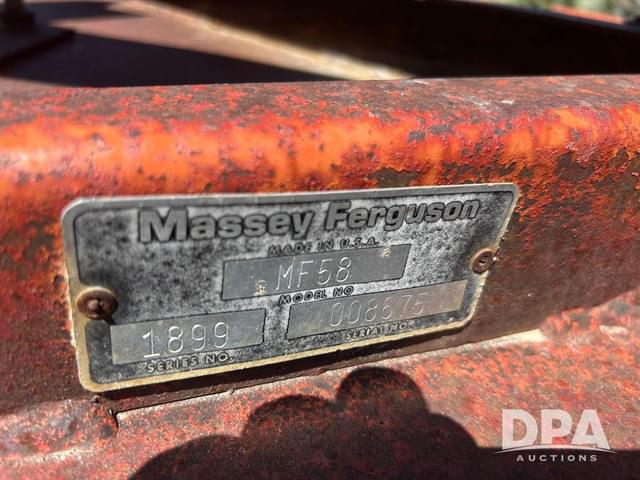 Massey Ferguson
MADE IN U.S.A.
MF58
MODEL NO
1899
008675
SERIES NO.
SERIAL NO.
DPA
AUCTIONS